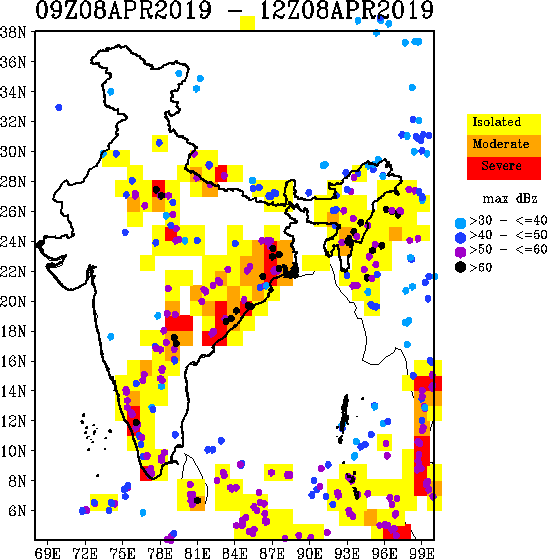 09Z08APR2019 – 12Z08APR2019
38N
36N
34N
32N
30N
28N
26N
24N
22N
20N
18N
16N
14N
12N
10N
8N
6N
69E 72E 75E 78E 81E 84E 87E 90E 93E 96E 99E
Isolated
Moderate
Severe
max dBz
>30 – <=40
>40 – <=50
>50 – <=60
>60